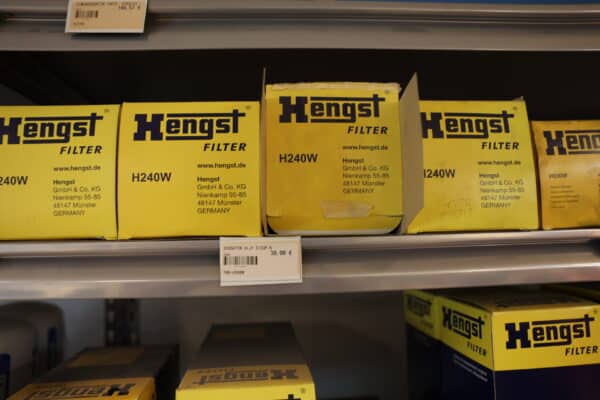 Hengst
FILTER
www.hengst.de
240W
Hengst
GmbH & Co. KG
Nienkamp 55-85
48147 Münster
GERMANY
Hengst
FILTER
www.hengst.de
H240W
Hengst
GmbH & Co. KG
Nienkamp 55-85
48147 Münster
GERMANY
Hengst
FILTER
www.hengst.de
H240W
Hengst
GmbH & Co. KG
Nienkamp 55-85
48147 Münster
GERMANY
Hengst
FILTER
www.hengst.de
H240W
Hengst
GmbH & Co. KG
Nienkamp 55-85
48147 Münster
GERMANY
Hengst
Hengst
Hengst
Hengst
FILTER
Hengst
FILTER